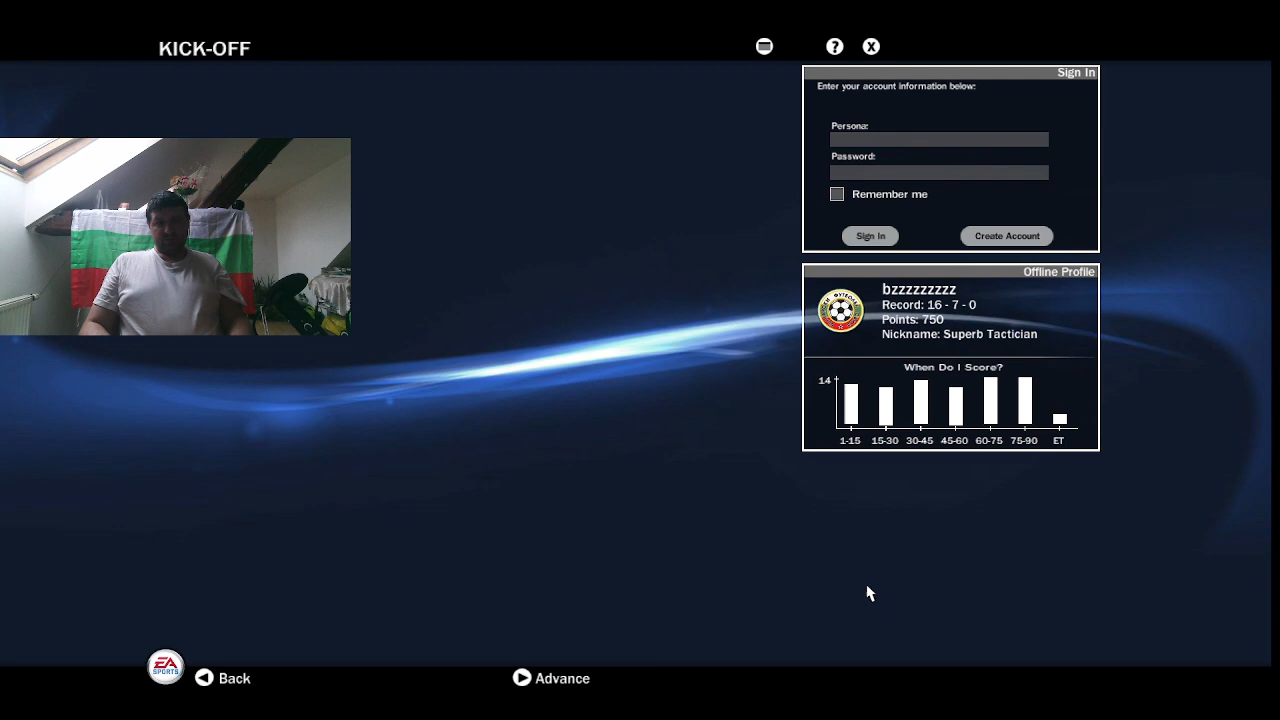 KICK-OFF
?
X
Sign In
Enter your account information below:
Persona:
Password:
Remember me
Sign In
Create Account
Offline Profile
bzzzzzzzzz
Record: 16 - 7 - 0
Points: 750
Nickname: Superb Tactician
When Do I Score?
14
1-15 15-30 30-45 45-60 60-75 75-90 ET
EA
SPORTS
Back
Advance